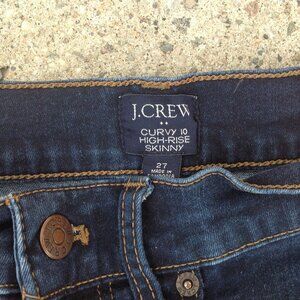 J.CREW
CURVY 10
HIGH-RISE
SKINNY
27
MADE IN